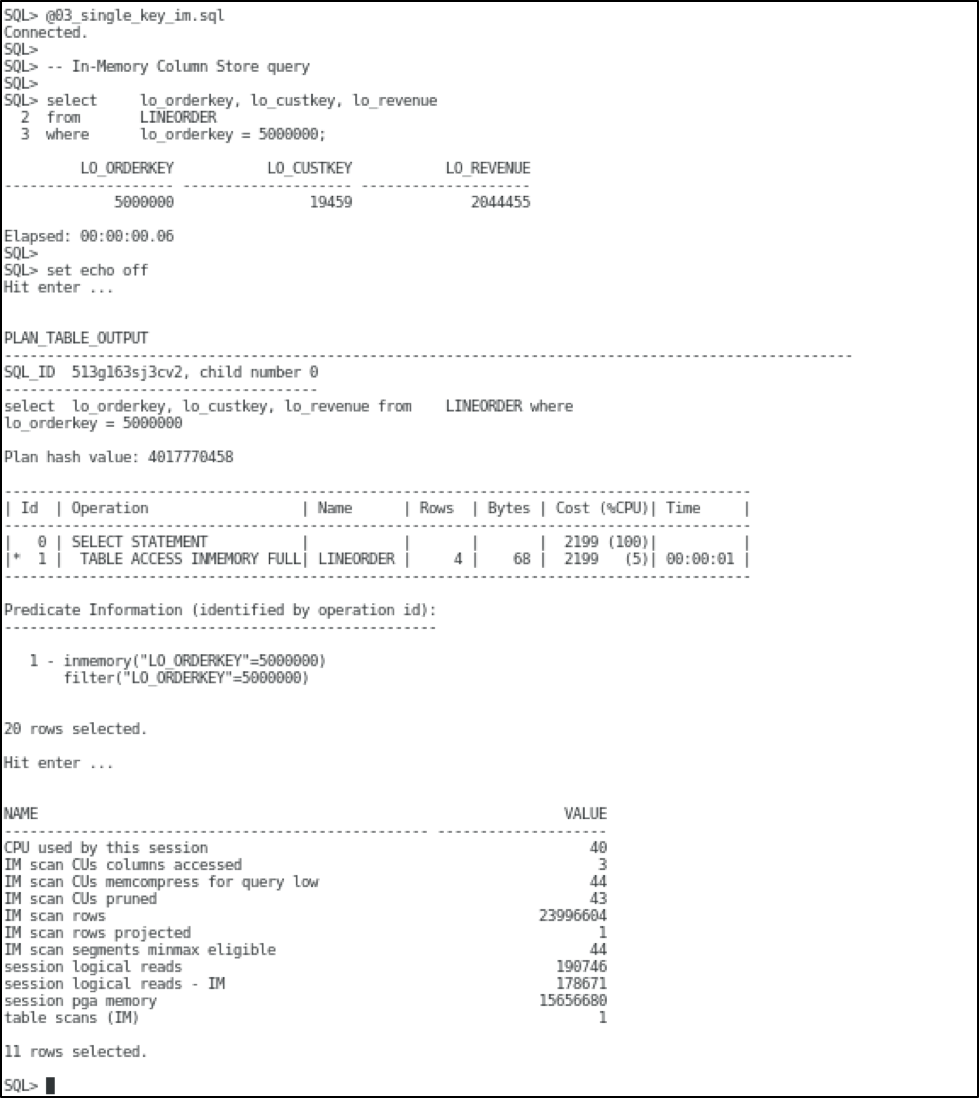 SQL> @03_single_key_im.sql
Connected.
SQL>
SQL> -- In-Memory Column Store query
SQL>
SQL> select     lo_orderkey, lo_custkey, lo_revenue
  2  from       LINEORDER
  3  where      lo_orderkey = 5000000;
         LO_ORDERKEY           LO_CUSTKEY           LO_REVENUE
-------------------- -------------------- --------------------
             5000000                19459              2044455
Elapsed: 00:00:00.06
SQL>
SQL> set echo off
Hit enter ...
PLAN_TABLE_OUTPUT
----------------------------------------------------------------------------------------------------
SQL_ID  513g163sj3cv2, child number 0
-------------------------------------
select  lo_orderkey, lo_custkey, lo_revenue from    LINEORDER where
lo_orderkey = 5000000
Plan hash value: 4017770458
----------------------------------------------------------------------------------------
| Id  | Operation                  | Name      | Rows  | Bytes | Cost (%CPU)| Time     |
----------------------------------------------------------------------------------------
|   0 | SELECT STATEMENT           |           |       |       |  2199 (100)|          |
|*  1 |  TABLE ACCESS INMEMORY FULL| LINEORDER |     4 |    68 |  2199   (5)| 00:00:01 |
----------------------------------------------------------------------------------------
Predicate Information (identified by operation id):
---------------------------------------------------
   1 - inmemory("LO_ORDERKEY"=5000000)
       filter("LO_ORDERKEY"=5000000)
20 rows selected.
Hit enter ...
NAME                                                              VALUE
-------------------------------------------------- --------------------
CPU used by this session                                             40
IM scan CUs columns accessed                                          3
IM scan CUs memcompress for query low                                44
IM scan CUs pruned                                                   43
IM scan rows                                                   23996604
IM scan rows projected                                                1
IM scan segments minmax eligible                                     44
session logical reads                                            190746
session logical reads - IM                                       178671
session pga memory                                             15656680
table scans (IM)                                                      1
11 rows selected.
SQL>